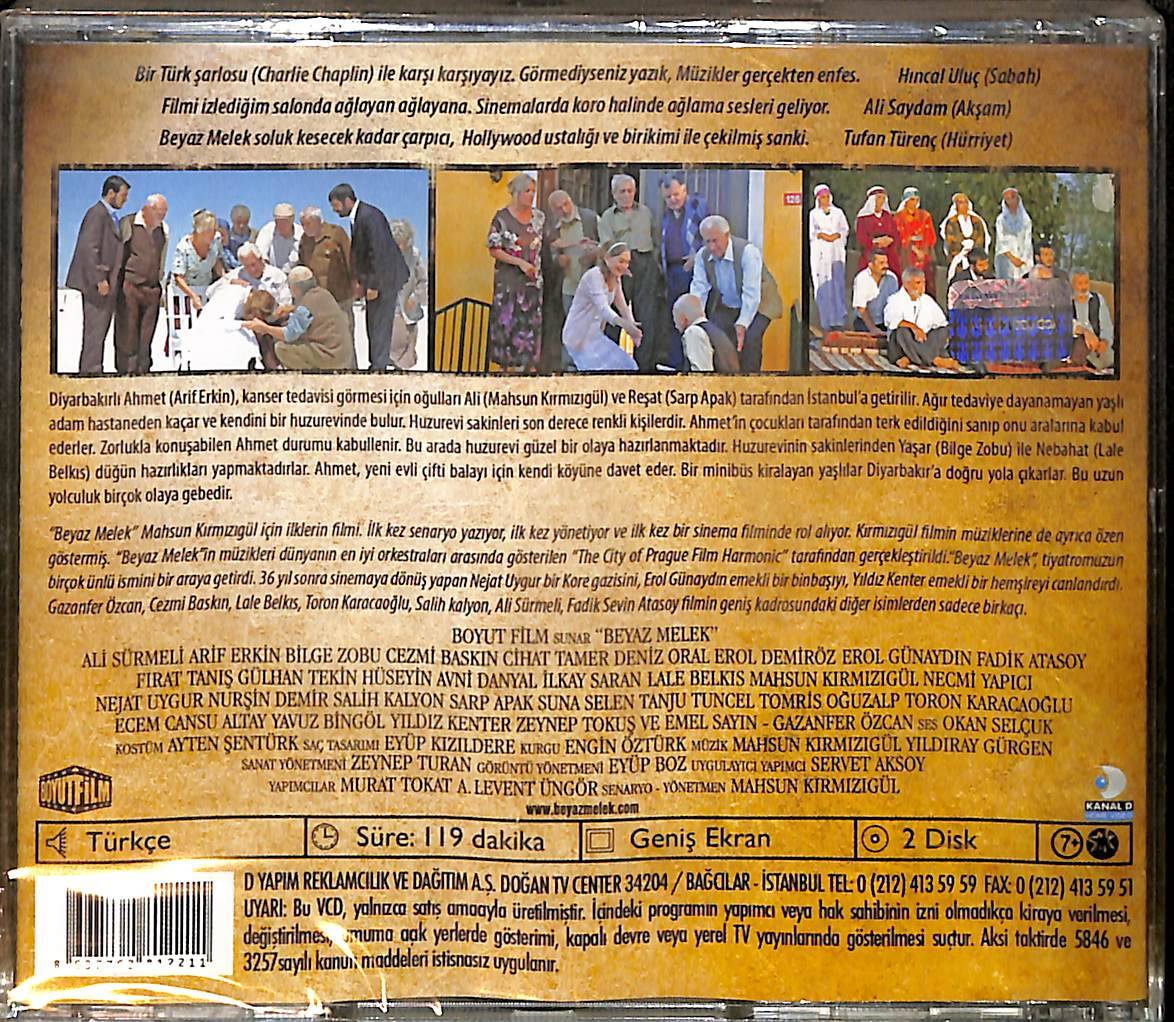 Bir Türk şarlosu (Charlie Chaplin) ile karşı karşıyayız. Görmediyseniz yazık, Müzikler gerçekten enfes. Hıncal Uluç (Sabah)
Filmi izlediğim salonda ağlayan ağlayana. Sinemalarda koro halinde ağlama sesleri geliyor. Ali Saydam (Akşam)
Beyaz Melek soluk kesecek kadar çarpıcı, Hollywood ustalığı ve birikimi ile çekilmiş sanki. Tufan Türenç (Hürriyet)
126
Diyarbakırlı Ahmet (Arif Erkin), kanser tedavisi görmesi için oğulları Ali (Mahsun Kırmızıgül) ve Reşat (Sarp Apak) tarafından İstanbul'a getirilir. Ağır tedaviye dayanamayan yaşlı
adam hastaneden kaçar ve kendini bir huzurevinde bulur. Huzurevi sakinleri son derece renkli kişilerdir. Ahmet'in çocukları tarafından terk edildiğini sanıp onu aralarına kabul
ederler. Zorlukla konuşabilen Ahmet durumu kabullenir. Bu arada huzurevi güzel bir olaya hazırlanmaktadır. Huzurevinin sakinlerinden Yaşar (Bilge Zobu) ile Nebahat (Lale
Belkıs) düğün hazırlıkları yapmaktadırlar. Ahmet, yeni evli çifti balayı için kendi köyüne davet eder. Bir minibüs kiralayan yaşlılar Diyarbakır'a doğru yola çıkarlar. Bu uzun
yolculuk birçok olaya gebedir.
"Beyaz Melek" Mahsun Kırmızıgül için ilklerin filmi. İlk kez senaryo yazıyor, ilk kez yönetiyor ve ilk kez bir sinema filminde rol alıyor. Kırmızıgül filmin müziklerine de ayrıca özen
göstermiş. "Beyaz Melek"in müzikleri dünyanın en iyi orkestraları arasında gösterilen "The City of Prague Film Harmonic" tarafından gerçekleştirildi. "Beyaz Melek", tiyatromuzun
birçok ünlü ismini bir araya getirdi. 36 yıl sonra sinemaya dönüş yapan Nejat Uygur bir Kore gazisini, Erol Günaydın emekli bir binbaşıyı, Yıldız Kenter emekli bir hemşireyi canlandırdı.
Gazanfer Özcan, Cezmi Baskın, Lale Belkıs, Toron Karacaoğlu, Salih kalyon, Ali Sürmeli, Fadik Sevin Atasoy filmin geniş kadrosundaki diğer isimlerden sadece birkaçı.
BOYUT FİLM SUNAR "BEYAZ MELEK"
ALİ SÜRMELİ ARİF ERKİN BİLGE ZOBU CEZMİ BASKIN CİHAT TAMER DENİZ ORAL EROL DEMİRÖZ EROL GÜNAYDIN FADİK ATASOY
FIRAT TANIŞ GÜLHAN TEKİN HÜSEYİN AVNİ DANYAL İLKAY SARAN LALE BELKIS MAHSUN KIRMIZIGÜL NECMİ YAPICI
NEJAT UYGUR NURŞİN DEMİR SALİH KALYON SARP APAK SUNA SELEN TANJU TUNCEL TOMRİS OĞUZALP TORON KARACAOĞLU
ECEM CANSU ALTAY YAVUZ BİNGÖL YILDIZ KENTER ZEYNEP TOKUŞ VE EMEL SAYIN - GAZANFER ÖZCAN SES OKAN SELÇUK
KOSTÜM AYTEN ŞENTÜRK SAÇ TASARIMI EYÜP KIZILDERE KURGU ENGİN ÖZTÜRK MÜZİK MAHSUN KIRMIZIGÜL YILDIRAY GÜRGEN
SANAT YÖNETMENİ ZEYNEP TURAN GÖRÜNTÜ YÖNETMENİ EYÜP BOZ UYGULAYICI YAPIMCI SERVET AKSOY
YAPIMCILAR MURAT TOKAT A. LEVENT ÜNGÖR SENARYO - YÖNETMEN MAHSUN KIRMIZIGÜL
www.beyazmelek.com
BOYUT FİLM
KANAL D
HOME VIDEO
Türkçe Süre: 119 dakika Geniş Ekran 2 Disk 7+
D YAPIM REKLAMCILIK VE DAĞITIM A.Ş. DOĞAN TV CENTER 34204 / BAĞCILAR - İSTANBUL TEL: 0 (212) 413 59 59 FAX: 0 (212) 413 59 51
UYARI: Bu VCD, yalnızca satış amacıyla üretilmiştir. İçindeki programın yapımcı veya hak sahibinin izni olmadıkça kiraya verilmesi,
değiştirilmesi, umuma açık yerlerde gösterimi, kapalı devre veya yerel TV yayınlarında gösterilmesi suçtur. Aksi taktirde 5846 ve
3257 sayılı kanun maddeleri istisnasız uygulanır.